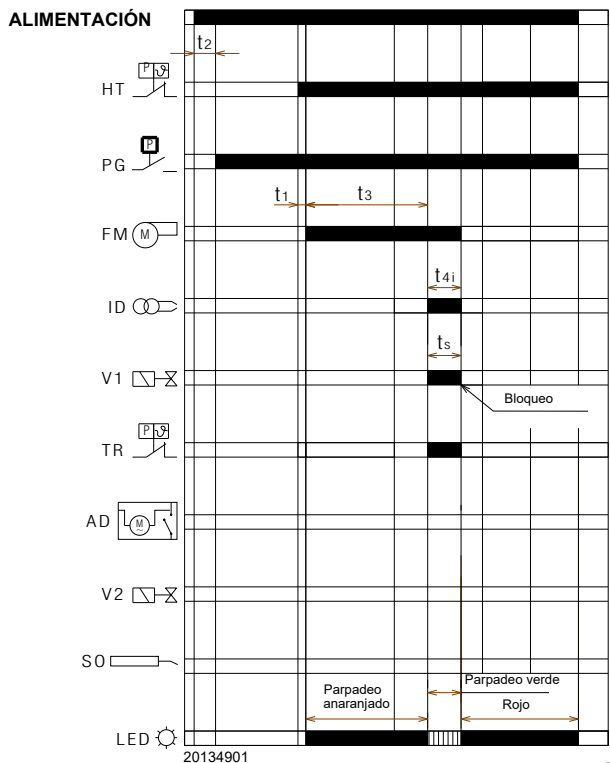 ALIMENTACIÓN
t2
P ϑ
HT
P
PG
t1
t3
FM M
t4i
ID
ts
V1
Bloqueo
P ϑ
TR
AD M ~
V2
SO
Parpadeo verde
Parpadeo
anaranjado
Rojo
LED
20134901